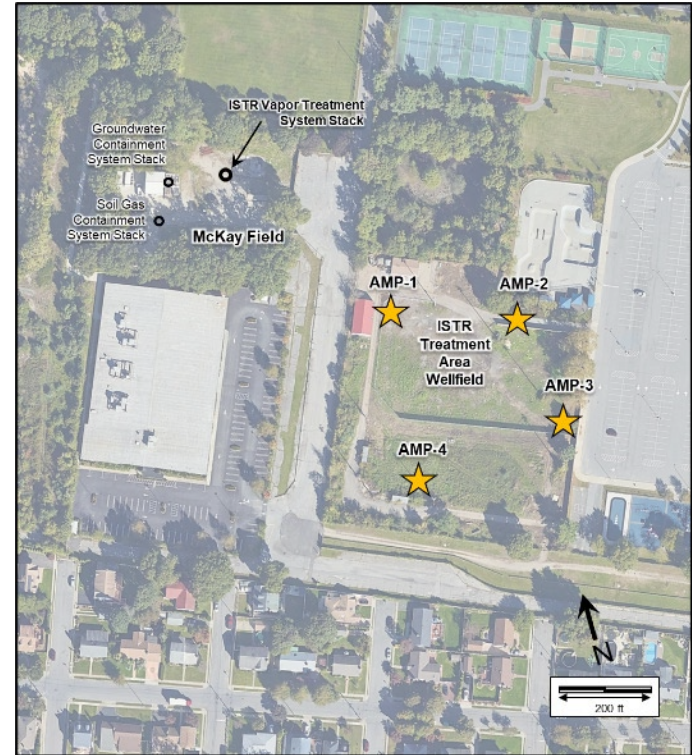 ISTR Vapor Treatment
System Stack
Groundwater
Containment
System Stack
Soil Gas
Containment
System Stack
McKay Field
AMP-1
AMP-2
ISTR
Treatment
Area
Wellfield
AMP-3
AMP-4
N
200 ft